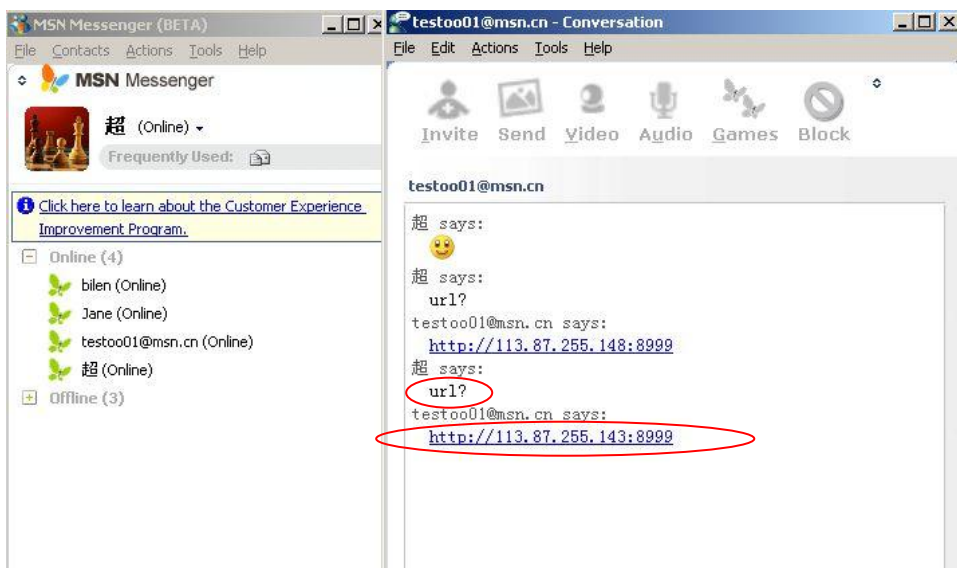 MSN Messenger (BETA)
File Contacts Actions Tools Help
MSN Messenger
超 (Online)
Frequently Used:
Click here to learn about the Customer Experience
Improvement Program.
Online (4)
bilen (Online)
Jane (Online)
testoo01@msn.cn (Online)
超 (Online)
Offline (3)
testoo01@msn.cn - Conversation
File Edit Actions Tools Help
Invite Send Video Audio Games Block
testoo01@msn.cn
超 says:
超 says:
url?
testoo01@msn.cn says:
http://113.87.255.148:8999
超 says:
url?
testoo01@msn.cn says:
http://113.87.255.143:8999